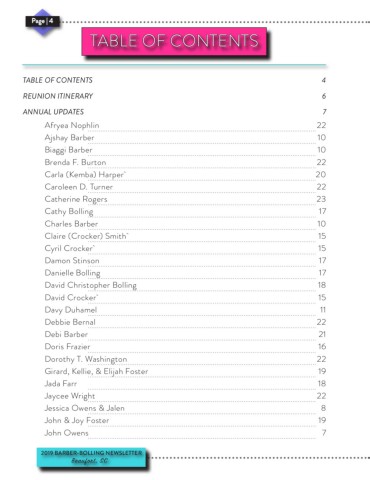 Page | 4
TABLE OF CONTENTS
TABLE OF CONTENTS 4
REUNION ITINERARY 6
ANNUAL UPDATES 7
Afryea Nophlin 22
Ajshay Barber 10
Biaggi Barber 10
Brenda F. Burton 22
Carla (Kemba) Harper* 20
Caroleen D. Turner 22
Catherine Rogers 23
Cathy Bolling 17
Charles Barber 10
Claire (Crocker) Smith* 15
Cyril Crocker* 15
Damon Stinson 17
Danielle Bolling 17
David Christopher Bolling 18
David Crocker* 15
Davy Duhamel 11
Debbie Bernal 22
Debi Barber 21
Doris Frazier 16
Dorothy T. Washington 22
Girard, Kellie, & Elijah Foster 19
Jada Farr 18
Jaycee Wright 22
Jessica Owens & Jalen 8
John & Joy Foster 19
John Owens 7
2019 BARBER-BOLLING NEWSLETTER
Beaufort, SC